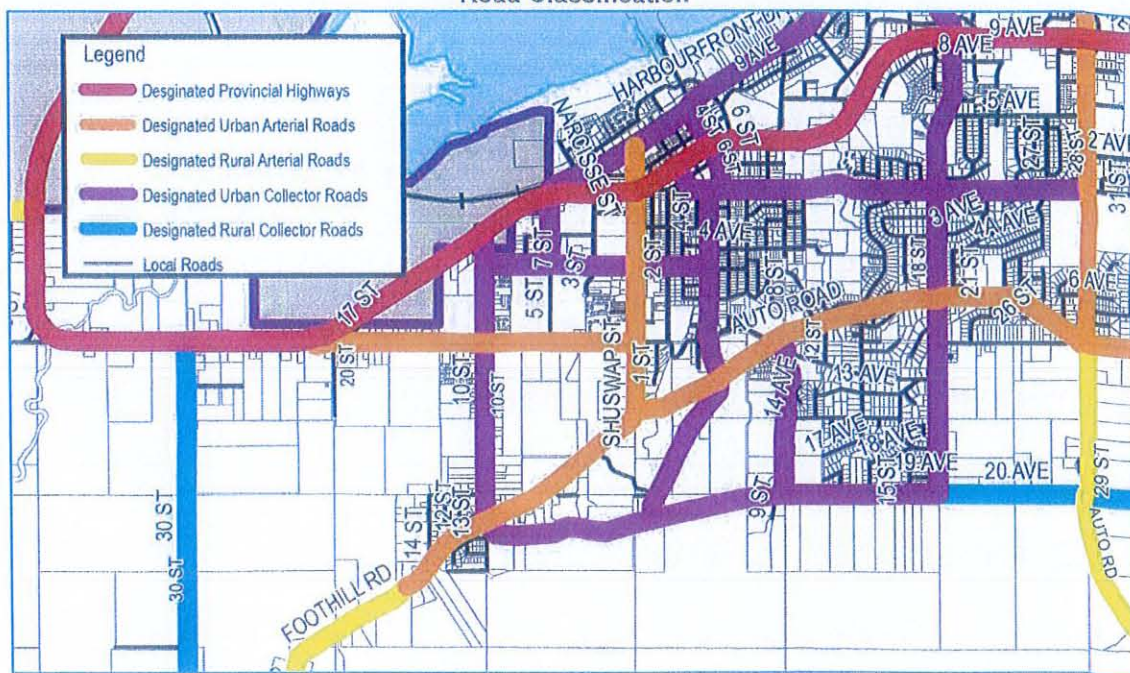 Road Classification
Legend
Desginated Provincial Highways
Designated Urban Arterial Roads
Designated Rural Arterial Roads
Designated Urban Collector Roads
Designated Rural Collector Roads
Local Roads
HARBOURFRONT DR
9 AVE
8 AVE
9 AVE
NARCISSE S
4 ST
6 ST
6 ST
5 AVE
27 ST
28 ST
2 AVE
31 ST
4 ST
4 AVE
3 AVE
4A AVE
7 ST
3 ST
2 ST
18 ST
21 ST
17 ST
5 ST
8 ST
6 AVE
AUTO ROAD
26 ST
20 ST
10 ST
10 ST
SHUSWAP ST
1 ST
12 ST
13 AVE
14 AVE
17 AVE
18 AVE
19 AVE
15 ST
20 AVE
9 ST
29 ST
AUTO RD
30 ST
30 ST
12 ST
13 ST
14 ST
FOOTHILL RD